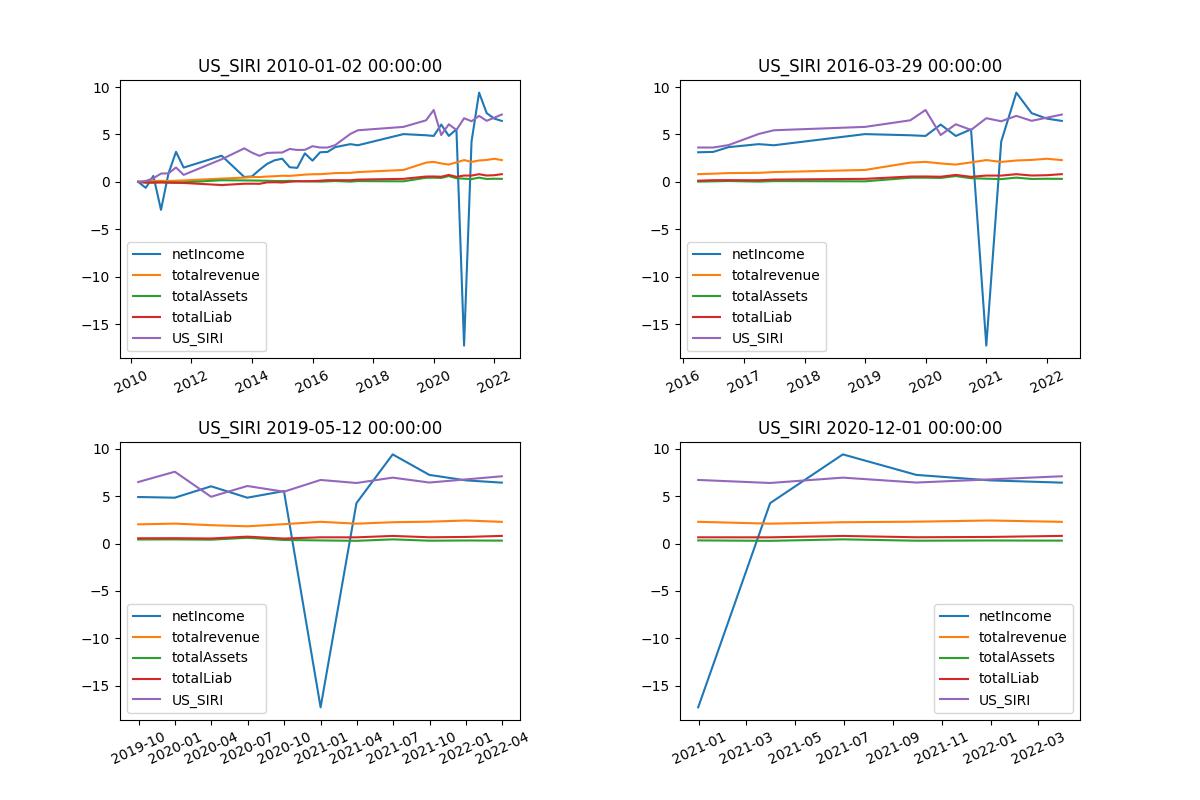 US_SIRI 2010-01-02 00:00:00
10
5
0
−5
−10
−15
netIncome
totalrevenue
totalAssets
totalLiab
US_SIRI
2010 2012 2014 2016 2018 2020 2022
US_SIRI 2016-03-29 00:00:00
10
5
0
−5
−10
−15
netIncome
totalrevenue
totalAssets
totalLiab
US_SIRI
2016 2017 2018 2019 2020 2021 2022
US_SIRI 2019-05-12 00:00:00
10
5
0
−5
−10
−15
netIncome
totalrevenue
totalAssets
totalLiab
US_SIRI
2019-10 2020-01 2020-04 2020-07 2020-10 2021-01 2021-04 2021-07 2021-10 2022-01 2022-04
US_SIRI 2020-12-01 00:00:00
10
5
0
−5
−10
−15
netIncome
totalrevenue
totalAssets
totalLiab
US_SIRI
2021-01 2021-03 2021-05 2021-07 2021-09 2021-11 2022-01 2022-03